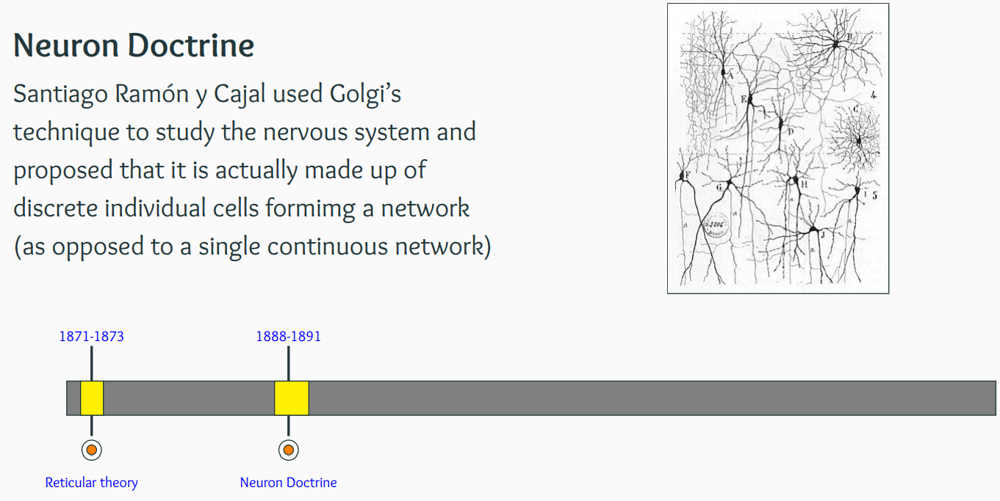 Neuron Doctrine
Santiago Ramón y Cajal used Golgi’s
technique to study the nervous system and
proposed that it is actually made up of
discrete individual cells formimg a network
(as opposed to a single continuous network)
A
B
4
E
C
a
a
a
D
F
G
H
I 5
a
a
a
a
2206
MADRID
J
a
1871-1873
1888-1891
Reticular theory
Neuron Doctrine